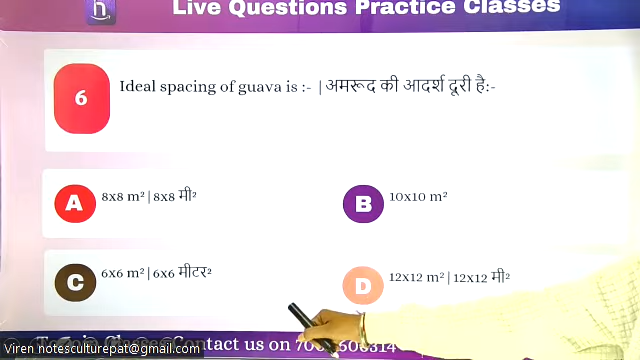 h
Live Questions Practice Classes
6
Ideal spacing of guava is :- | अमरूद की आदर्श दूरी है:-
A
8x8 m² | 8x8 मी²
B
10x10 m²
C
6x6 m² | 6x6 मीटर²
D
12x12 m² | 12x12 मी²
Contact us on
Viren.notesculturepat@gmail.com